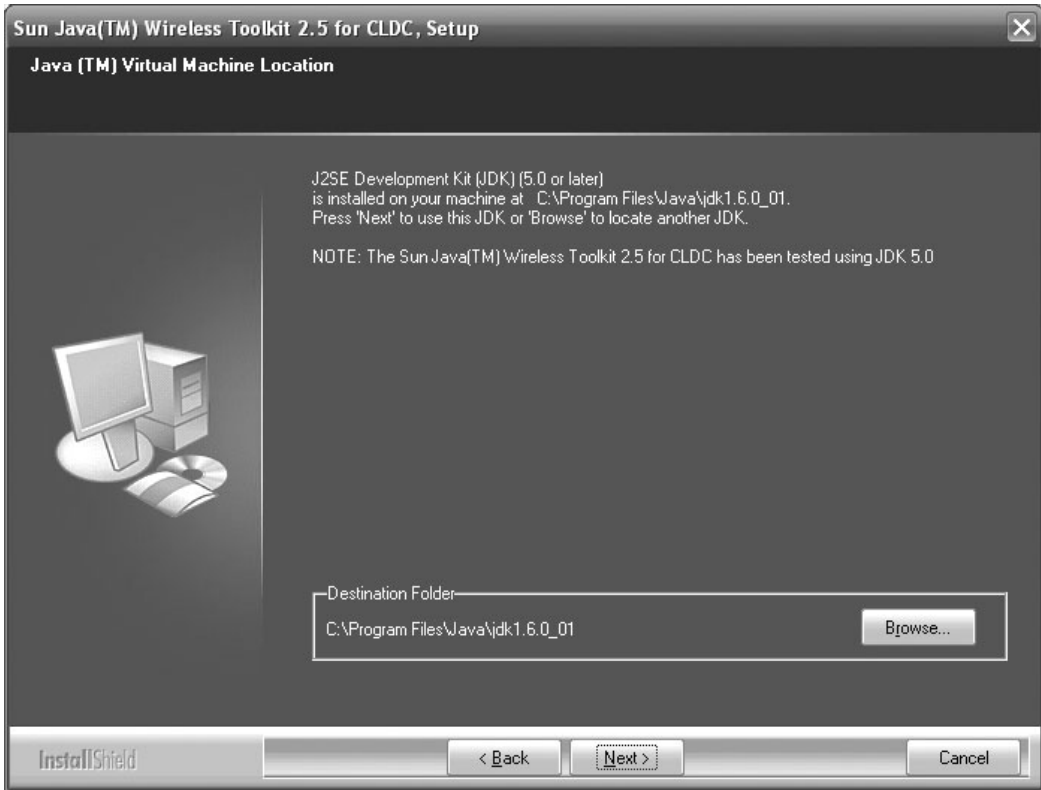 Sun Java(TM) Wireless Toolkit 2.5 for CLDC, Setup
Java (TM) Virtual Machine Location
J2SE Development Kit (JDK) (5.0 or later)
is installed on your machine at C:\Program Files\Java\jdk1.6.0_01.
Press 'Next' to use this JDK or 'Browse' to locate another JDK.
NOTE: The Sun Java(TM) Wireless Toolkit 2.5 for CLDC has been tested using JDK 5.0
Destination Folder
C:\Program Files\Java\jdk1.6.0_01
Browse...
InstallShield
< Back
Next >
Cancel